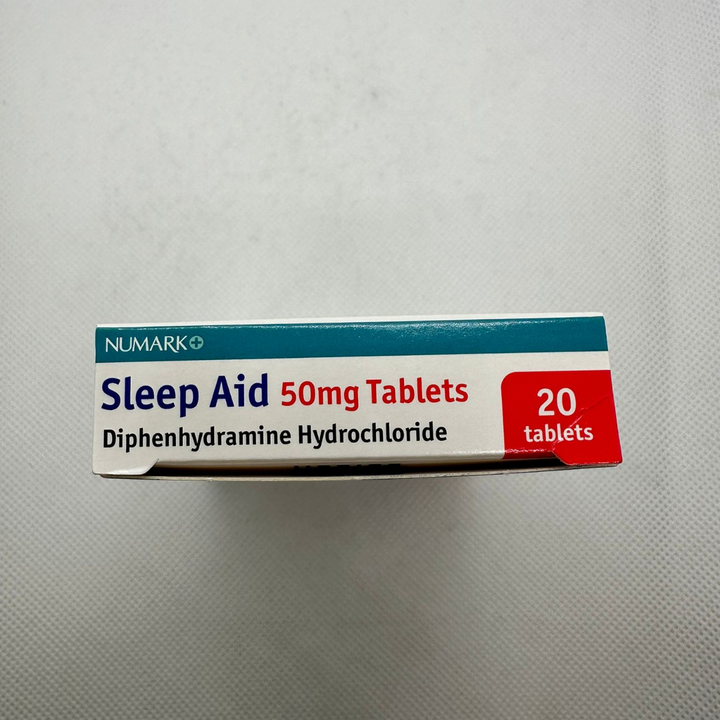 NUMARK
Sleep Aid 50mg Tablets
Diphenhydramine Hydrochloride
20
tablets